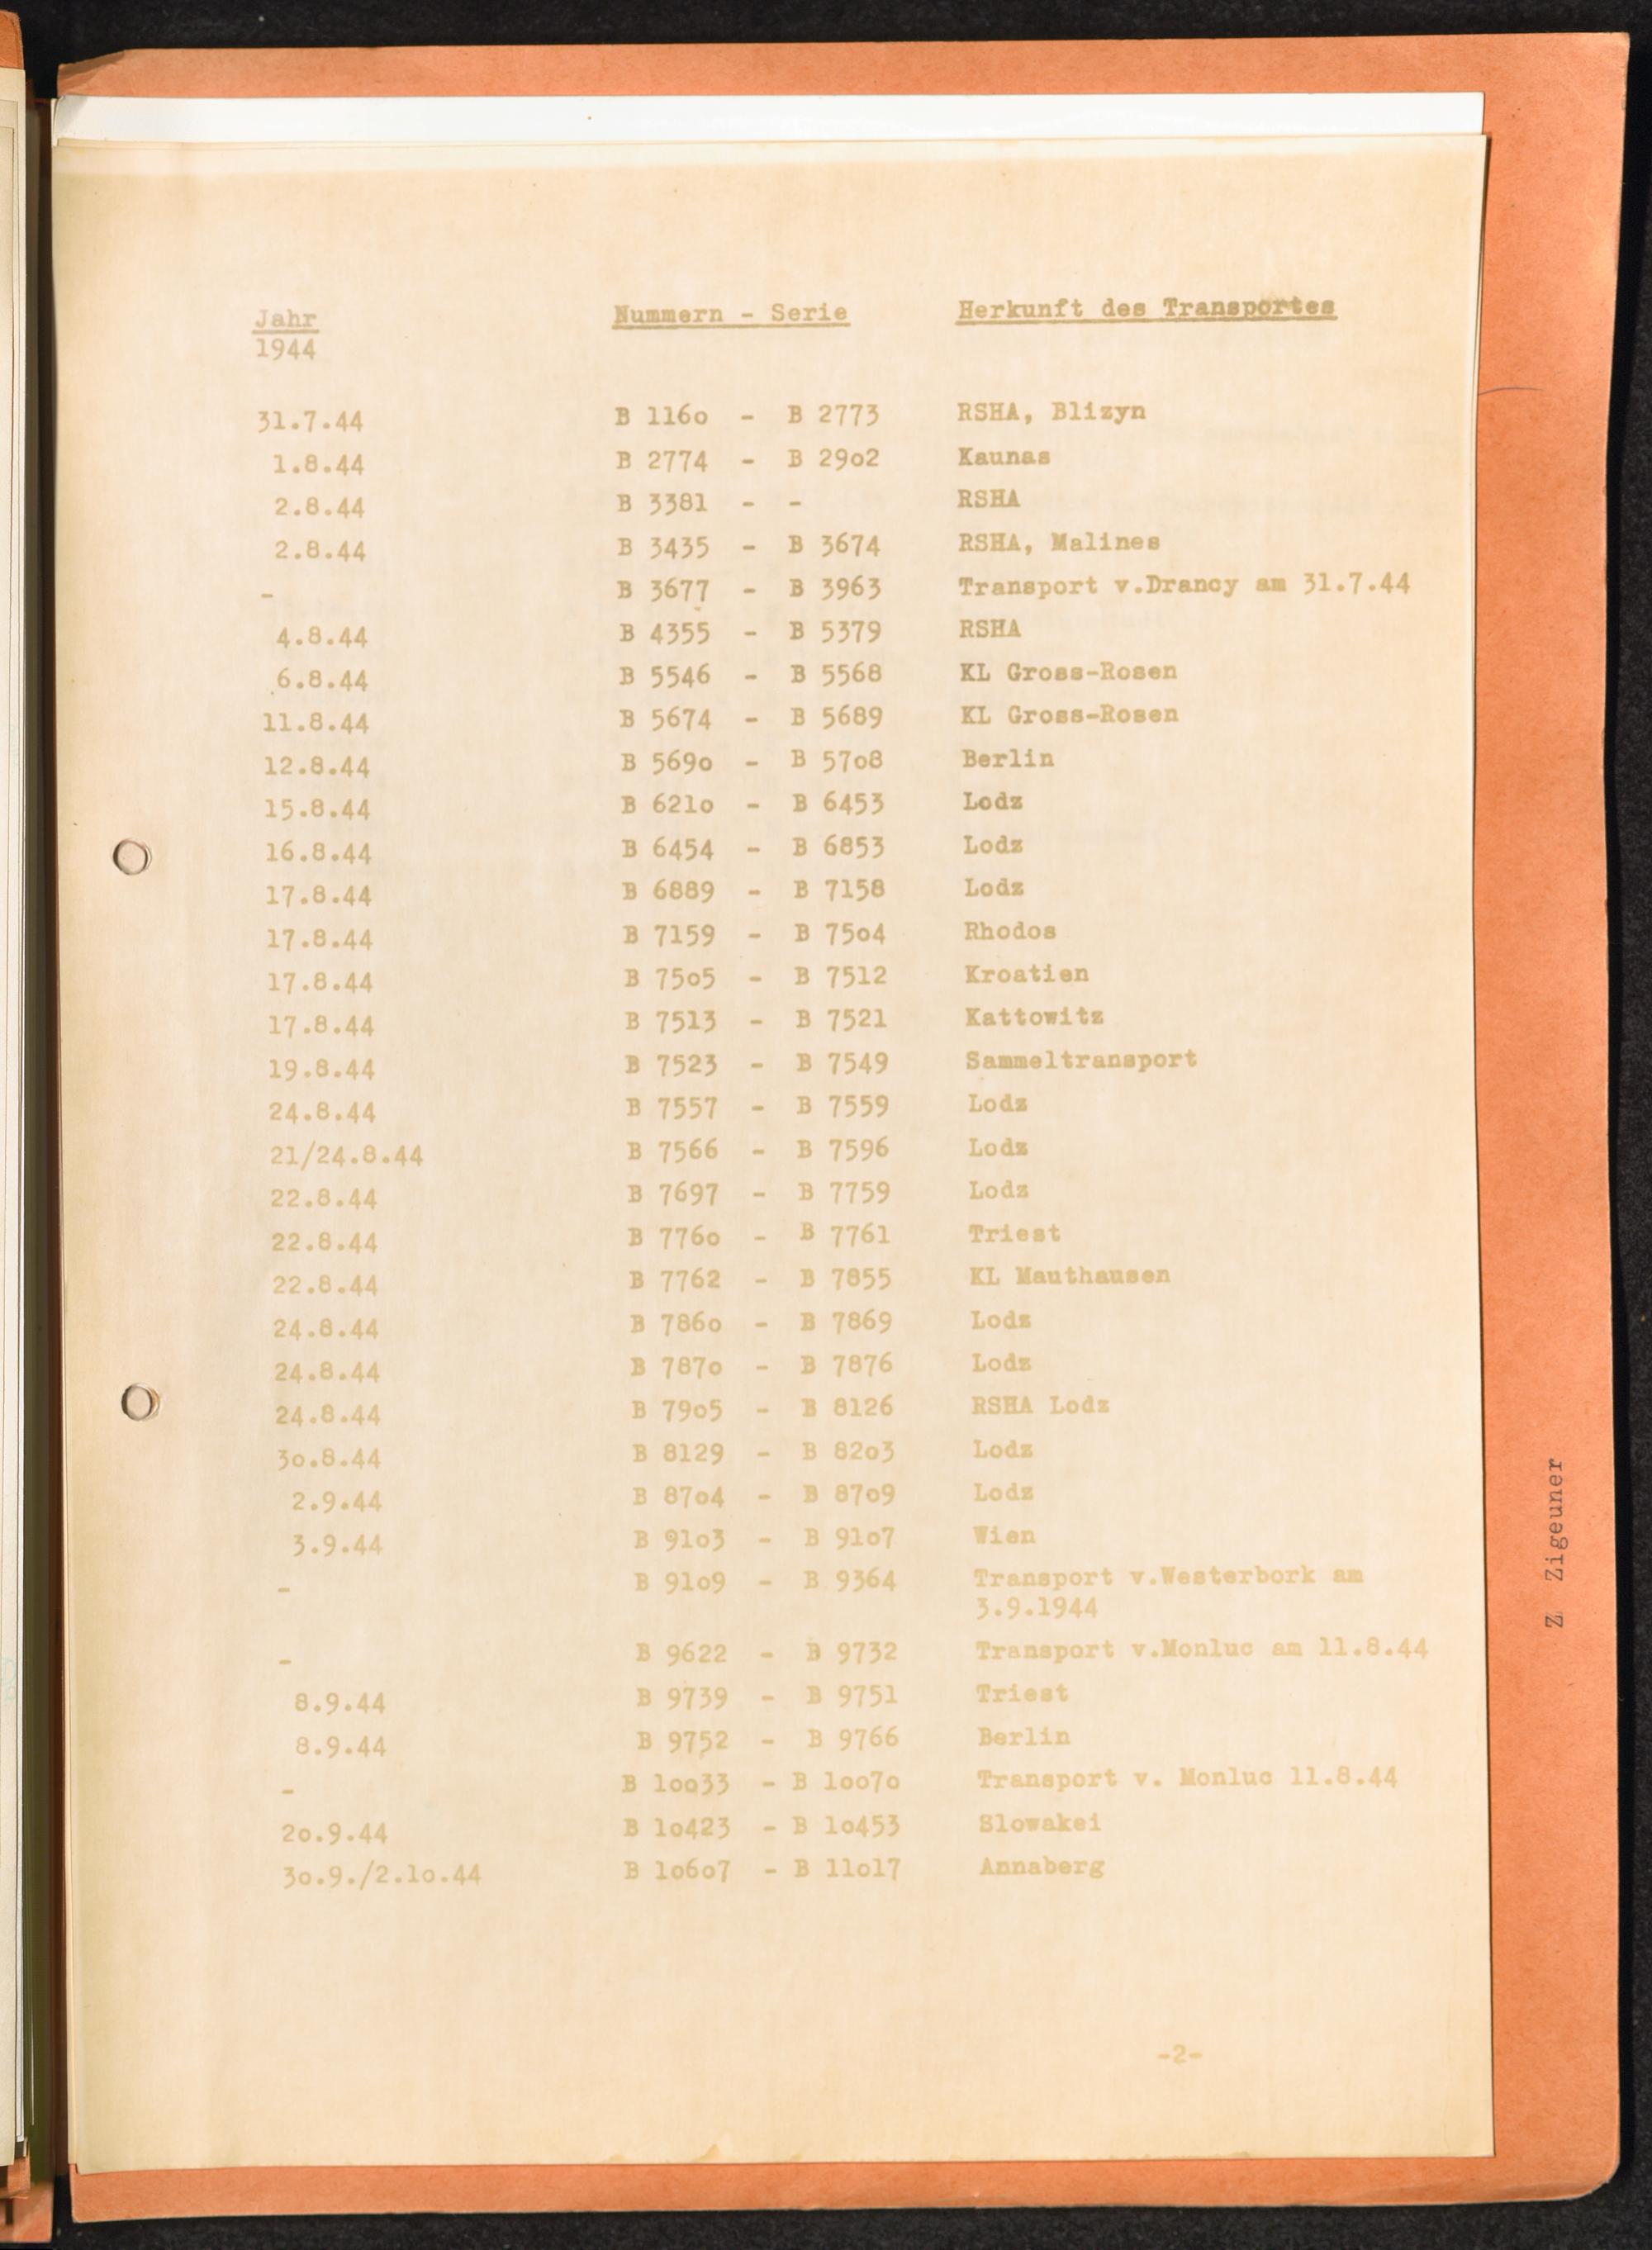 Jahr Nummern - Serie Herkunft des Transportes
1944
31.7.44 B 116o - B 2773 RSHA, Blizyn
1.8.44 B 2774 - B 29o2 Kaunas
2.8.44 B 3381 - - RSHA
2.8.44 B 3435 - B 3674 RSHA, Malines
- B 3677 - B 3963 Transport v.Drancy am 31.7.44
4.8.44 B 4355 - B 5379 RSHA
6.8.44 B 5546 - B 5568 KL Gross-Rosen
11.8.44 B 5674 - B 5689 KL Gross-Rosen
12.8.44 B 569o - B 57o8 Berlin
15.8.44 B 621o - B 6453 Lodz
16.8.44 B 6454 - B 6853 Lodz
17.8.44 B 6889 - B 7158 Lodz
17.8.44 B 7159 - B 75o4 Rhodos
17.8.44 B 75o5 - B 7512 Kroatien
17.8.44 B 7513 - B 7521 Kattowitz
19.8.44 B 7523 - B 7549 Sammeltransport
24.8.44 B 7557 - B 7559 Lodz
21/24.8.44 B 7566 - B 7596 Lodz
22.8.44 B 7697 - B 7759 Lodz
22.8.44 B 776o - B 7761 Triest
22.8.44 B 7762 - B 7855 KL Mauthausen
24.8.44 B 786o - B 7869 Lodz
24.8.44 B 787o - B 7876 Lodz
24.8.44 B 79o5 - B 8126 RSHA Lodz
3o.8.44 B 8129 - B 82o3 Lodz
2.9.44 B 87o4 - B 87o9 Lodz
3.9.44 B 91o3 - B 91o7 Wien
- B 91o9 - B 9364 Transport v.Westerbork am
3.9.1944
- B 9622 - B 9732 Transport v.Monluc am 11.8.44
8.9.44 B 9739 - B 9751 Triest
8.9.44 B 9752 - B 9766 Berlin
- B 1oo33 - B 1oo7o Transport v. Monluc 11.8.44
2o.9.44 B 1o423 - B 1o453 Slowakei
3o.9./2.1o.44 B 1o6o7 - B 11o17 Annaberg
-2-
Z Zigeuner